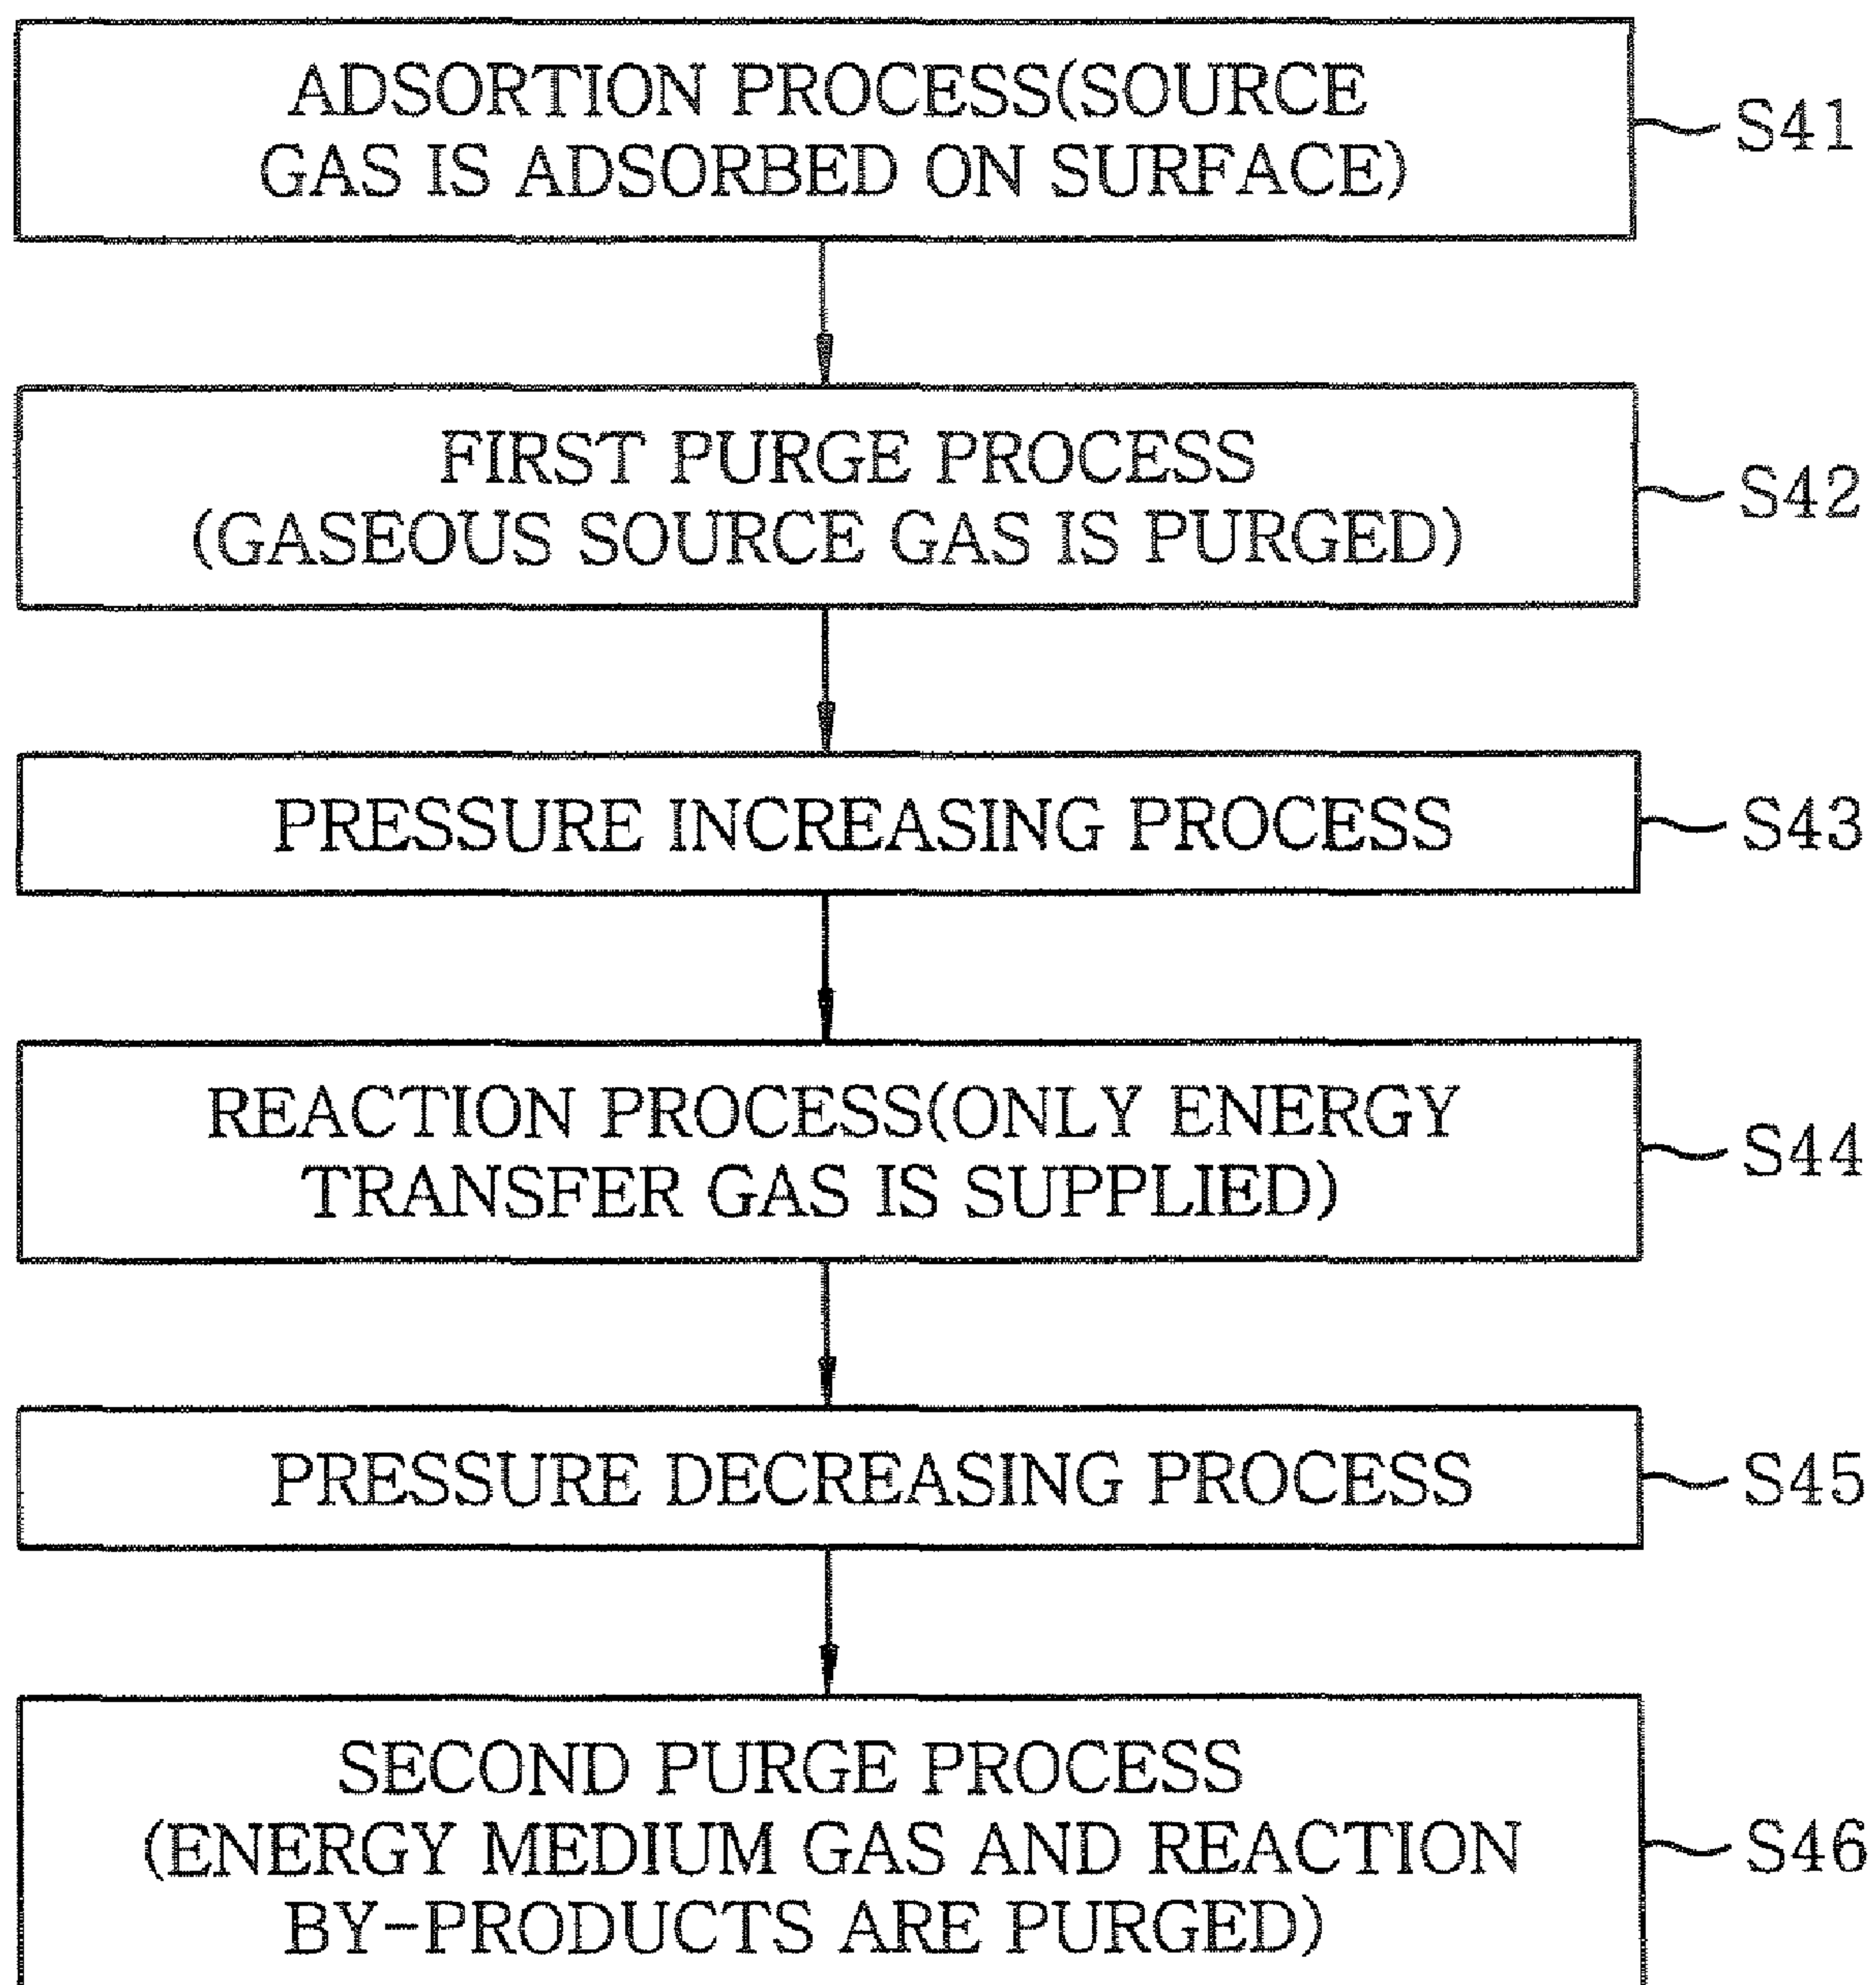 ADSORTION PROCESS(SOURCE
GAS IS ADSORBED ON SURFACE)
S41
FIRST PURGE PROCESS
(GASEOUS SOURCE GAS IS PURGED)
S42
PRESSURE INCREASING PROCESS
S43
REACTION PROCESS(ONLY ENERGY
TRANSFER GAS IS SUPPLIED)
S44
PRESSURE DECREASING PROCESS
S45
SECOND PURGE PROCESS
(ENERGY MEDIUM GAS AND REACTION
BY-PRODUCTS ARE PURGED)
S46